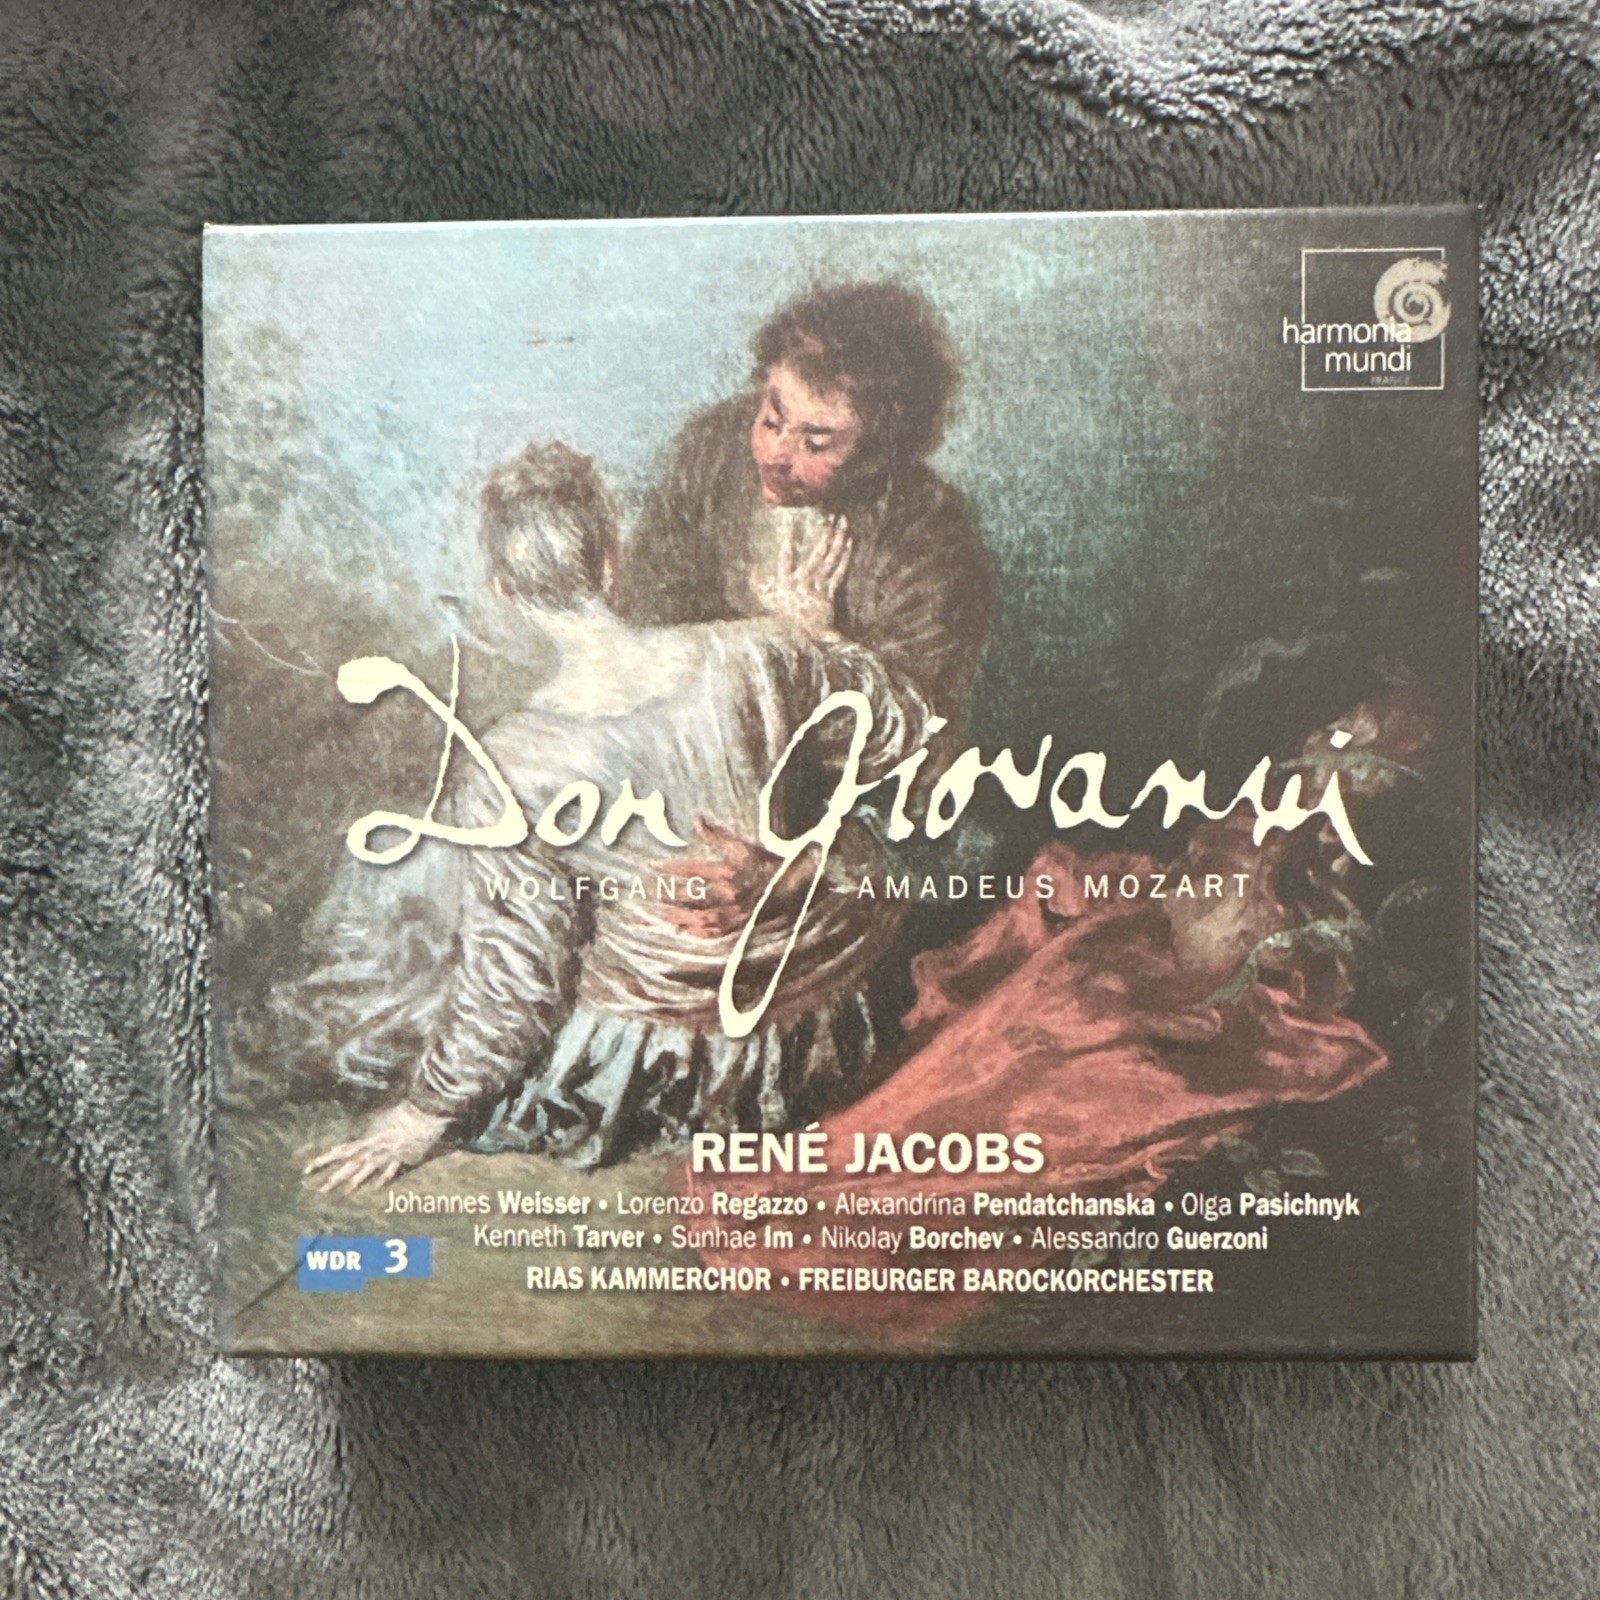 harmonia
mundi
FRANCE
Don Giovanni
WOLFGANG AMADEUS MOZART
RENÉ JACOBS
Johannes Weisser • Lorenzo Regazzo • Alexandrina Pendatchanska • Olga Pasichnyk
Kenneth Tarver • Sunhae Im • Nikolay Borchev • Alessandro Guerzoni
WDR 3
RIAS KAMMERCHOR • FREIBURGER BAROCKORCHESTER